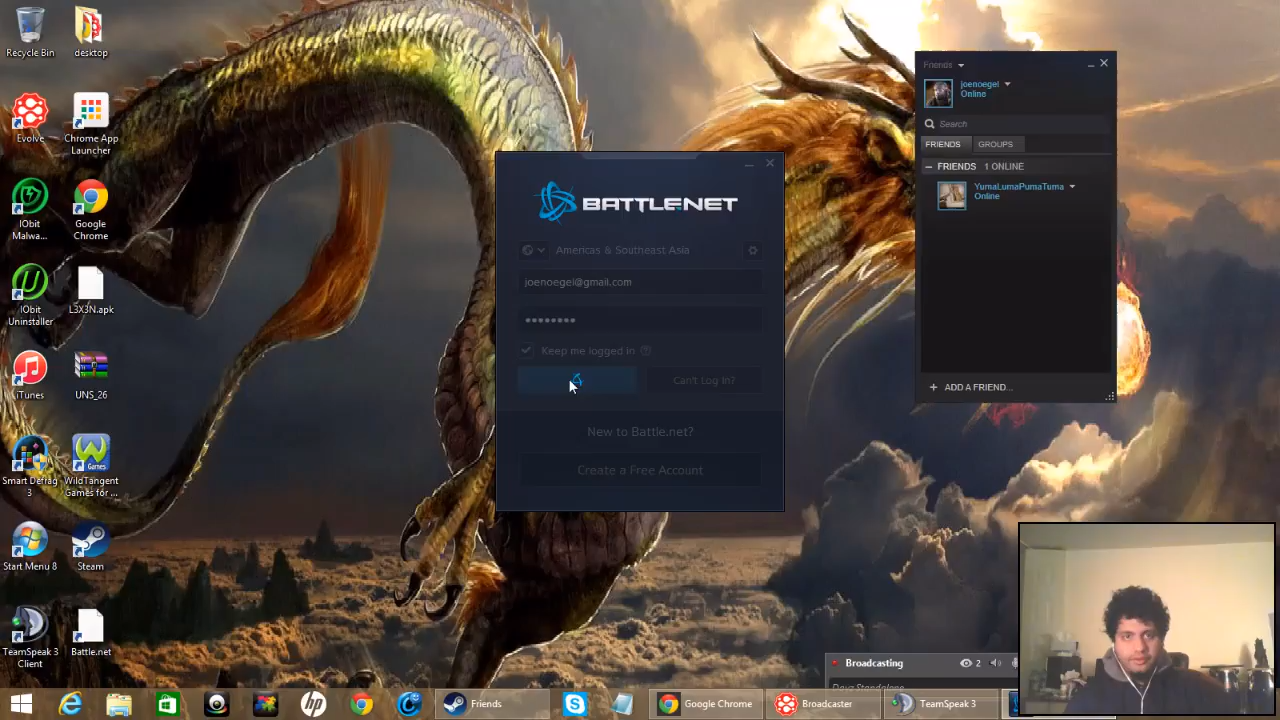 Recycle Bin
desktop
Evolve
Chrome App
Launcher
IObit
Malwa...
Google
Chrome
IObit
Uninstaller
L3X3N.apk
iTunes
UNS_26
Smart Defrag
3
WildTangent
Games for ...
Start Menu 8
Steam
TeamSpeak 3
Client
Battle.net
BATTLE.NET
Americas & Southeast Asia
joenoegel@gmail.com
Keep me logged in
Can't Log In?
New to Battle.net?
Create a Free Account
Friends
joenoegel
Online
Search
FRIENDS GROUPS
FRIENDS 1 ONLINE
YumaLumaPumaTuma
Online
+ ADD A FRIEND...
Broadcasting 2
Dayz Standalone
hp
Friends
Google Chrome
Broadcaster
TeamSpeak 3